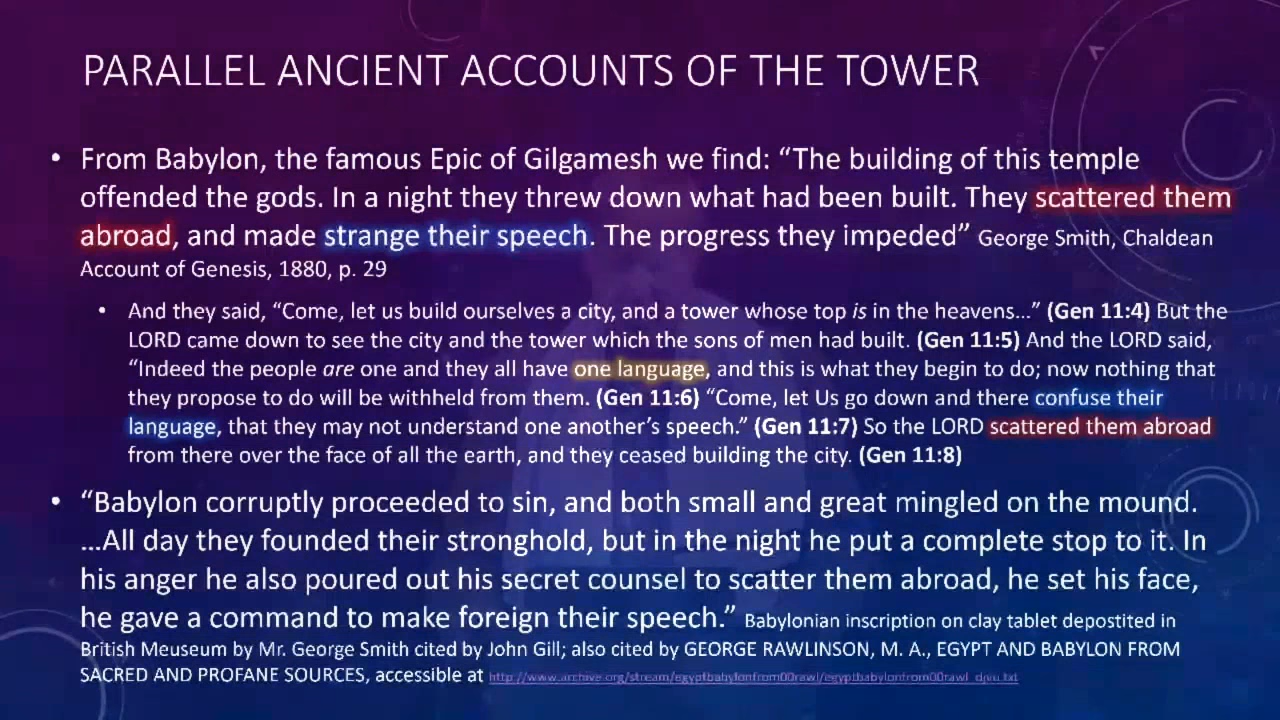 PARALLEL ANCIENT ACCOUNTS OF THE TOWER
• From Babylon, the famous Epic of Gilgamesh we find: “The building of this temple
offended the gods. In a night they threw down what had been built. They scattered them
abroad, and made strange their speech. The progress they impeded” George Smith, Chaldean
Account of Genesis, 1880, p. 29
• And they said, “Come, let us build ourselves a city, and a tower whose top is in the heavens…” (Gen 11:4) But the
LORD came down to see the city and the tower which the sons of men had built. (Gen 11:5) And the LORD said,
“Indeed the people are one and they all have one language, and this is what they begin to do; now nothing that
they propose to do will be withheld from them. (Gen 11:6) “Come, let Us go down and there confuse their
language, that they may not understand one another’s speech.” (Gen 11:7) So the LORD scattered them abroad
from there over the face of all the earth, and they ceased building the city. (Gen 11:8)
• “Babylon corruptly proceeded to sin, and both small and great mingled on the mound.
…All day they founded their stronghold, but in the night he put a complete stop to it. In
his anger he also poured out his secret counsel to scatter them abroad, he set his face,
he gave a command to make foreign their speech.” Babylonian inscription on clay tablet depostited in
British Meuseum by Mr. George Smith cited by John Gill; also cited by GEORGE RAWLINSON, M. A., EGYPT AND BABYLON FROM
SACRED AND PROFANE SOURCES, accessible at http://www.archive.org/stream/egyptbabylonfrom00rawl/egyptbabylonfrom00rawl_djvu.txt